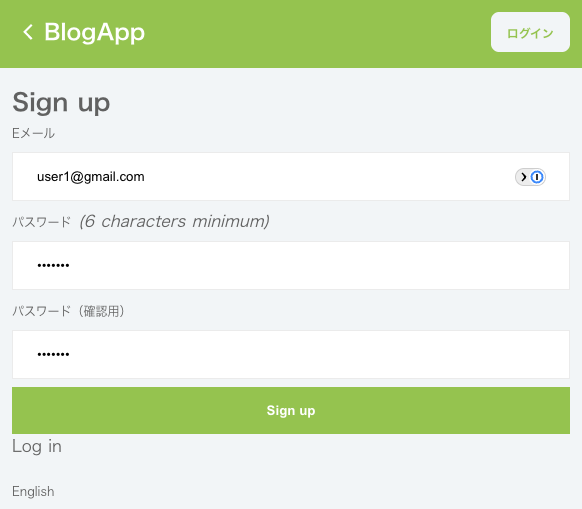 BlogApp
ログイン
Sign up
Eメール
user1@gmail.com
パスワード (6 characters minimum)
•••••••
パスワード（確認用）
•••••••
Sign up
Log in
English